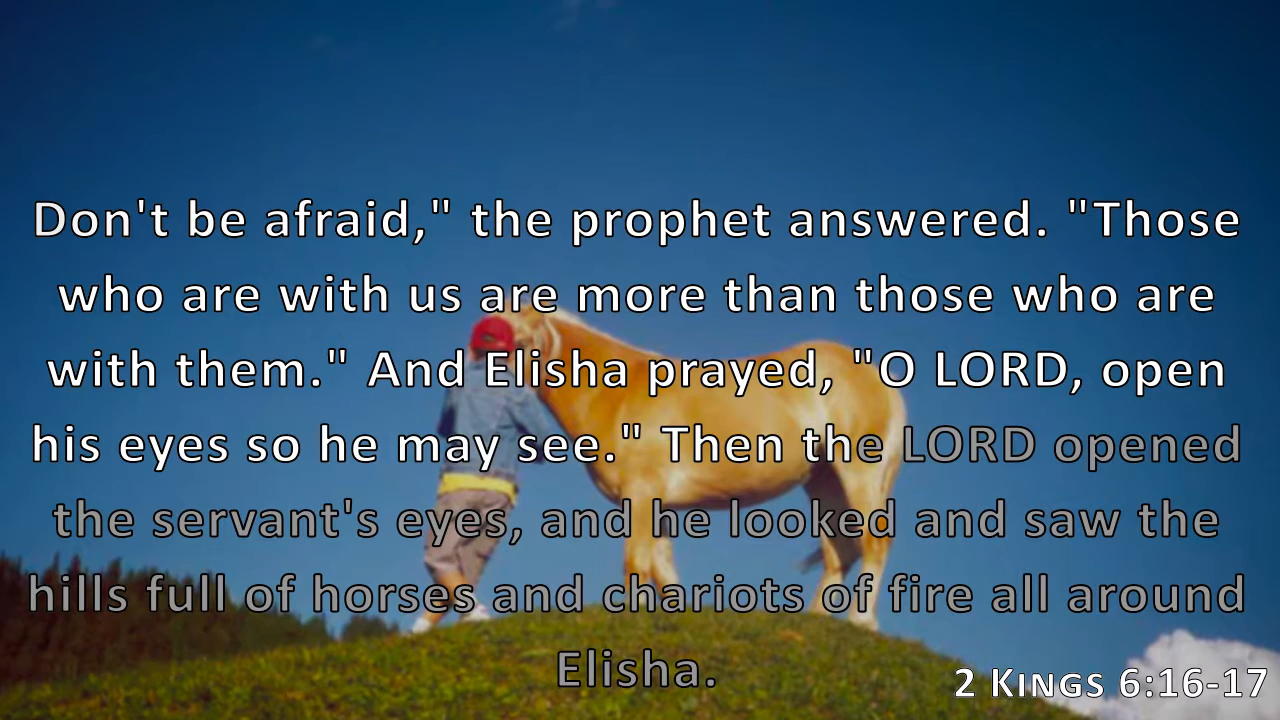 Don't be afraid," the prophet answered. "Those
who are with us are more than those who are
with them." And Elisha prayed, "O LORD, open
his eyes so he may see." Then the LORD opened
the servant's eyes, and he looked and saw the
hills full of horses and chariots of fire all around
Elisha.
2 Kings 6:16-17